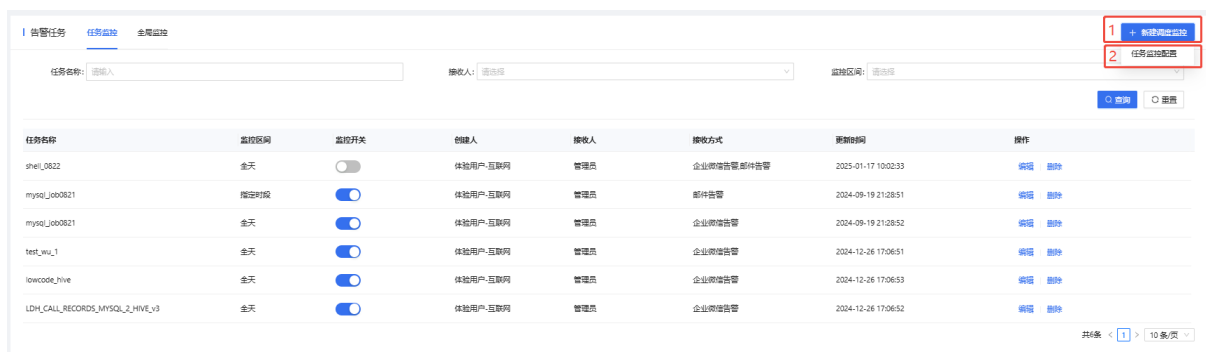 告警任务 任务监控 全局监控 1 + 新建调度监控
2 任务监控配置
任务名称: 请输入 接收人: 请选择 监控区间: 请选择
查询 重置
任务名称 监控区间 监控开关 创建人 接收人 接收方式 更新时间 操作
shell_0822 全天 体验用户-互联网 管理员 企业微信告警,邮件告警 2025-01-17 10:02:33 编辑 删除
mysql_job0821 指定时段 体验用户-互联网 管理员 邮件告警 2024-09-19 21:28:51 编辑 删除
mysql_job0821 全天 体验用户-互联网 管理员 企业微信告警 2024-09-19 21:28:52 编辑 删除
test_wu_1 全天 体验用户-互联网 管理员 企业微信告警 2024-12-26 17:06:51 编辑 删除
lowcode_hive 全天 体验用户-互联网 管理员 企业微信告警 2024-12-26 17:06:53 编辑 删除
LDH_CALL_RECORDS_MYSQL_2_HIVE_v3 全天 体验用户-互联网 管理员 企业微信告警 2024-12-26 17:06:52 编辑 删除
共6条 < 1 > 10 条/页